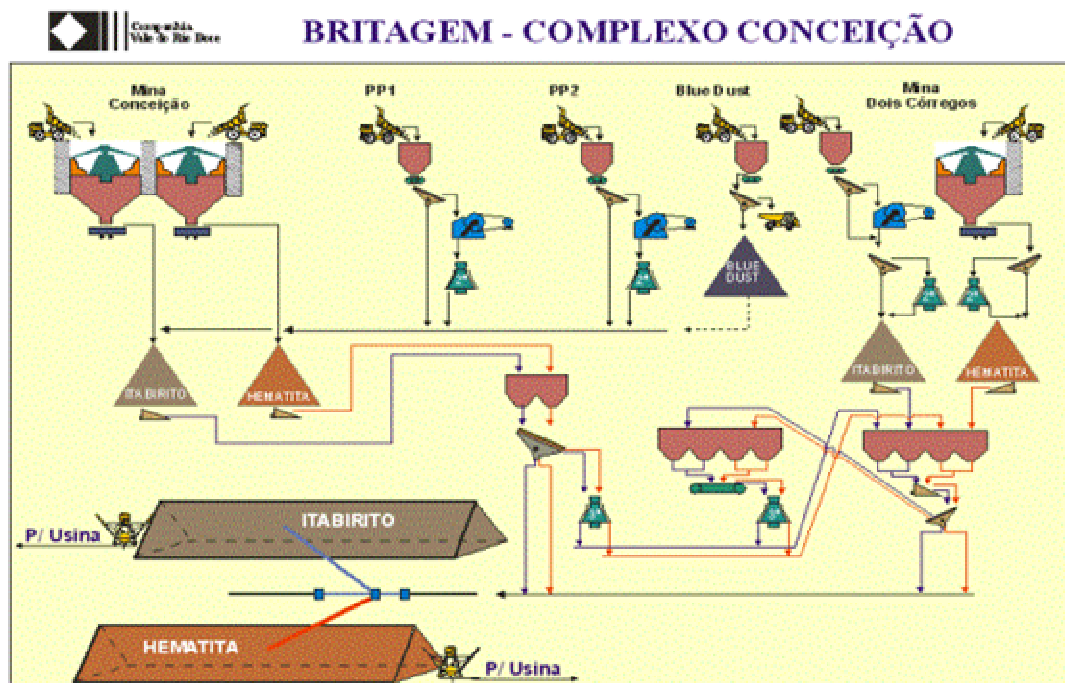 Companhia
Vale do Rio Doce
BRITAGEM - COMPLEXO CONCEIÇÃO
Mina
Conceição
PP1
PP2
Blue Dust
Mina
Dois Córregos
BLUE
DUST
ITABIRITO
HEMATITA
ITABIRITO
HEMATITA
ITABIRITO
P/ Usina
HEMATITA
P/ Usina